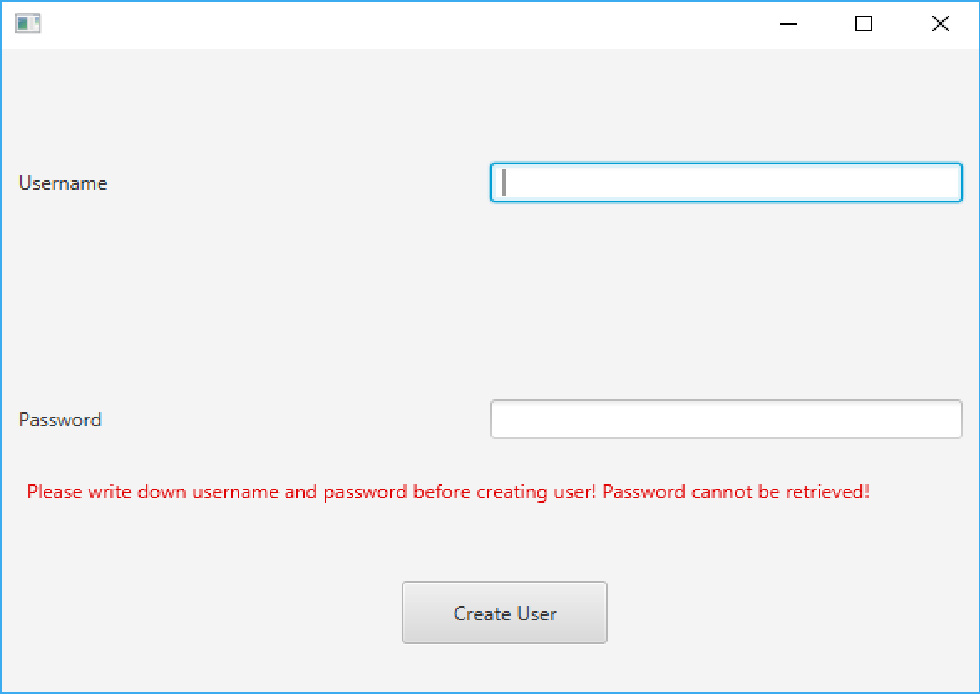 Username
Password
Please write down username and password before creating user! Password cannot be retrieved!
Create User